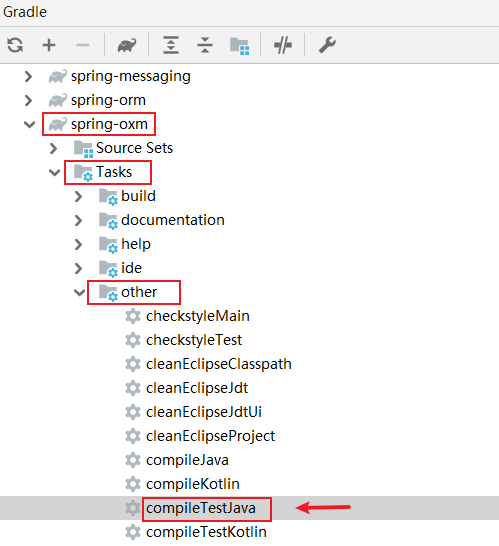 Gradle
spring-messaging
spring-orm
spring-oxm
Source Sets
Tasks
build
documentation
help
ide
other
checkstyleMain
checkstyleTest
cleanEclipseClasspath
cleanEclipseJdt
cleanEclipseJdtUi
cleanEclipseProject
compileJava
compileKotlin
compileTestJava
compileTestKotlin